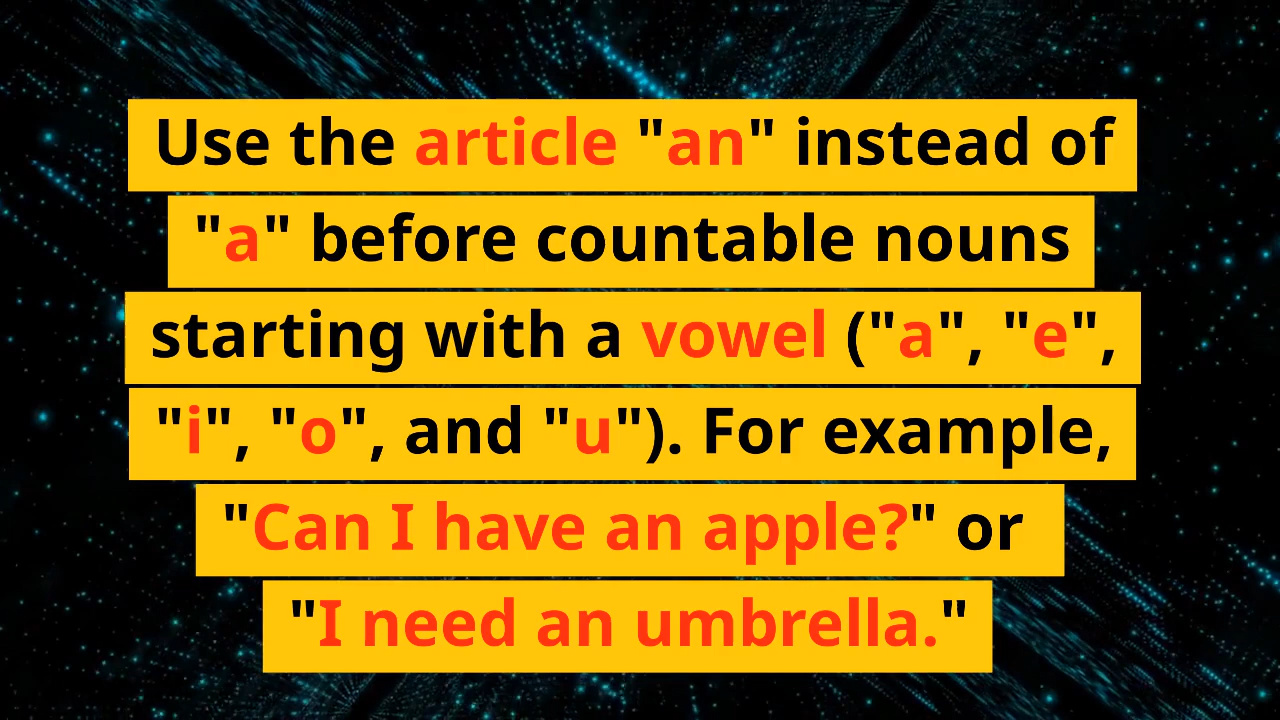 Use the article "an" instead of
"a" before countable nouns
starting with a vowel ("a", "e",
"i", "o", and "u"). For example,
"Can I have an apple?" or
"I need an umbrella."